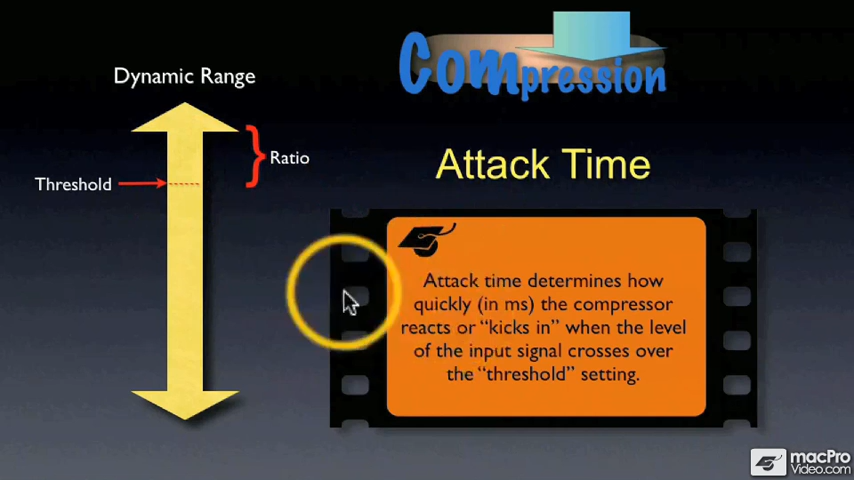 Compression
Dynamic Range
Attack Time
Ratio
Threshold
Attack time determines how
quickly (in ms) the compressor
reacts or “kicks in” when the level
of the input signal crosses over
the “threshold” setting.
macPro
Video.com